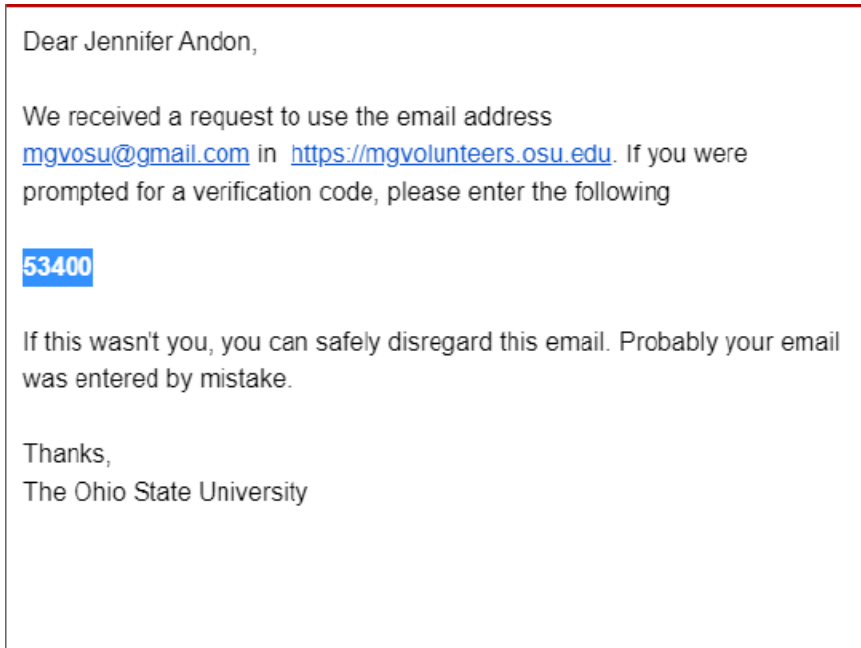 Dear Jennifer Andon,
We received a request to use the email address
mgvosu@gmail.com in https://mgvolunteers.osu.edu. If you were
prompted for a verification code, please enter the following
53400
If this wasn't you, you can safely disregard this email. Probably your email
was entered by mistake.
Thanks,
The Ohio State University